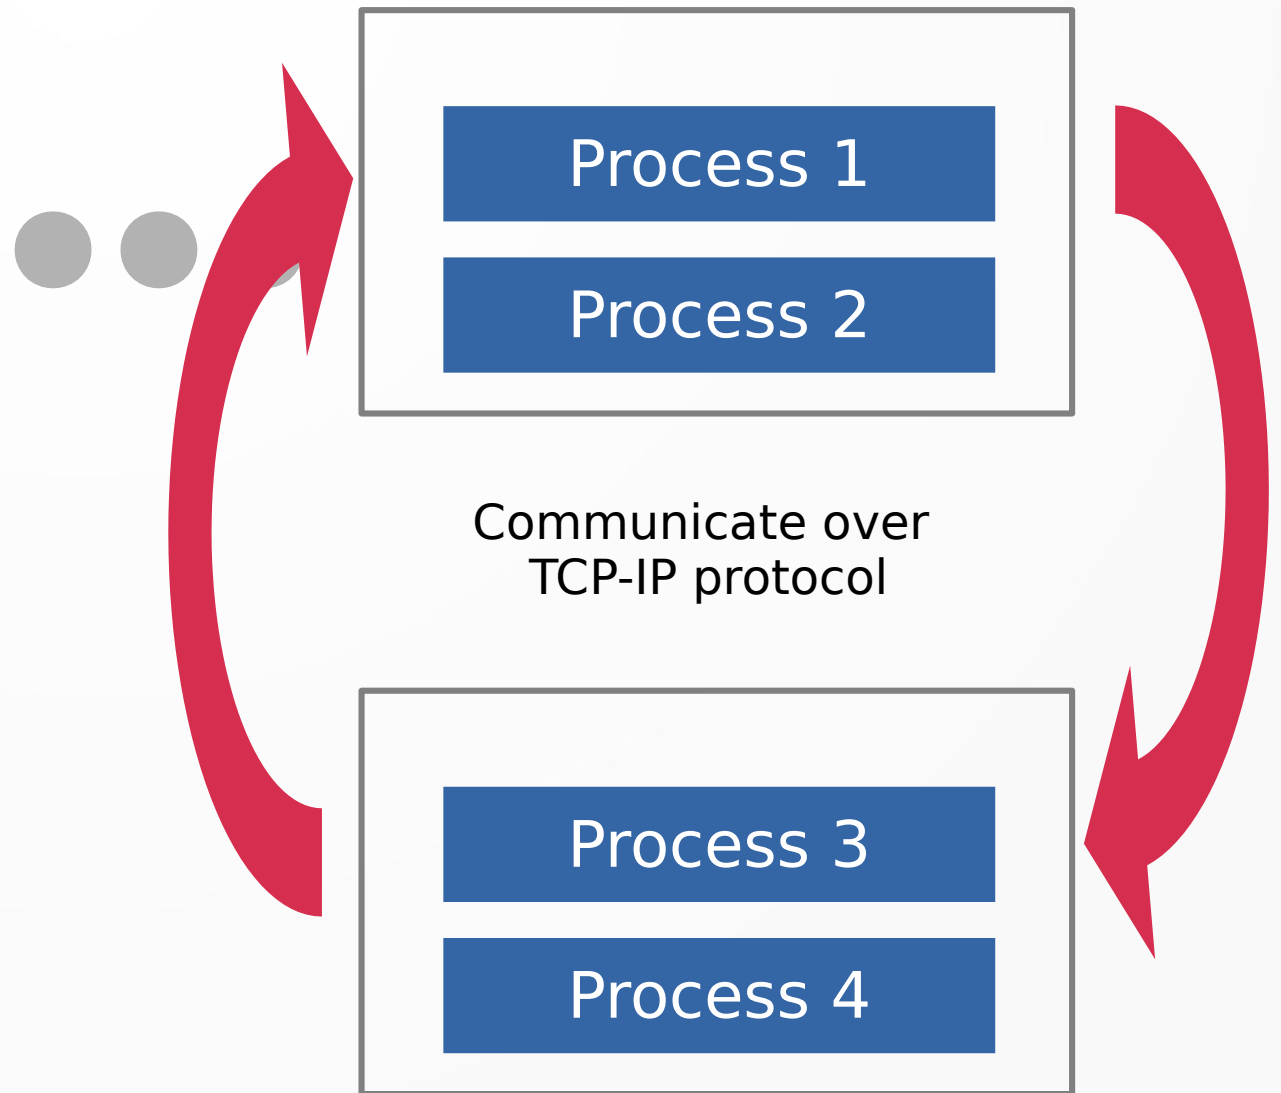 Process 1
Process 2
Communicate over
TCP-IP protocol
Process 3
Process 4